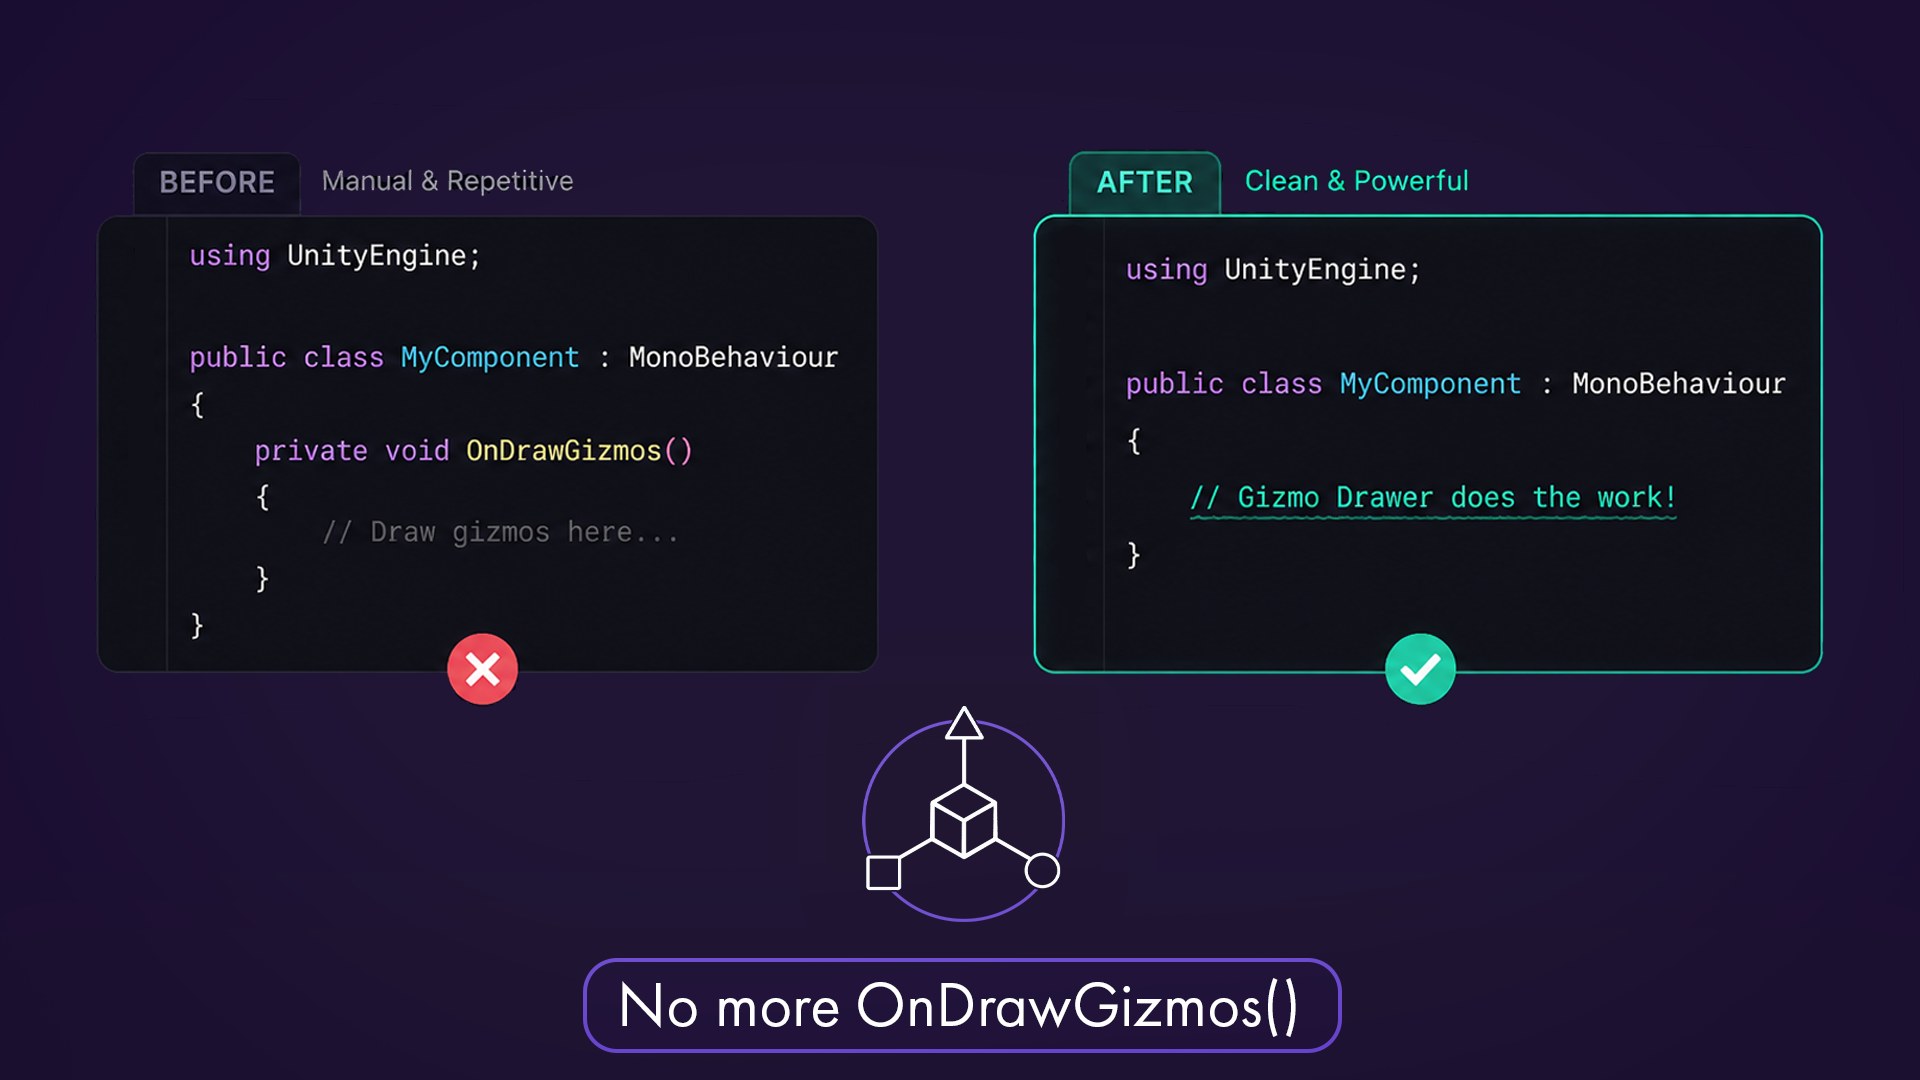 BEFORE Manual & Repetitive
using UnityEngine;
public class MyComponent : MonoBehaviour
{
private void OnDrawGizmos()
{
// Draw gizmos here...
}
}
AFTER Clean & Powerful
using UnityEngine;
public class MyComponent : MonoBehaviour
{
// Gizmo Drawer does the work!
}
No more OnDrawGizmos()